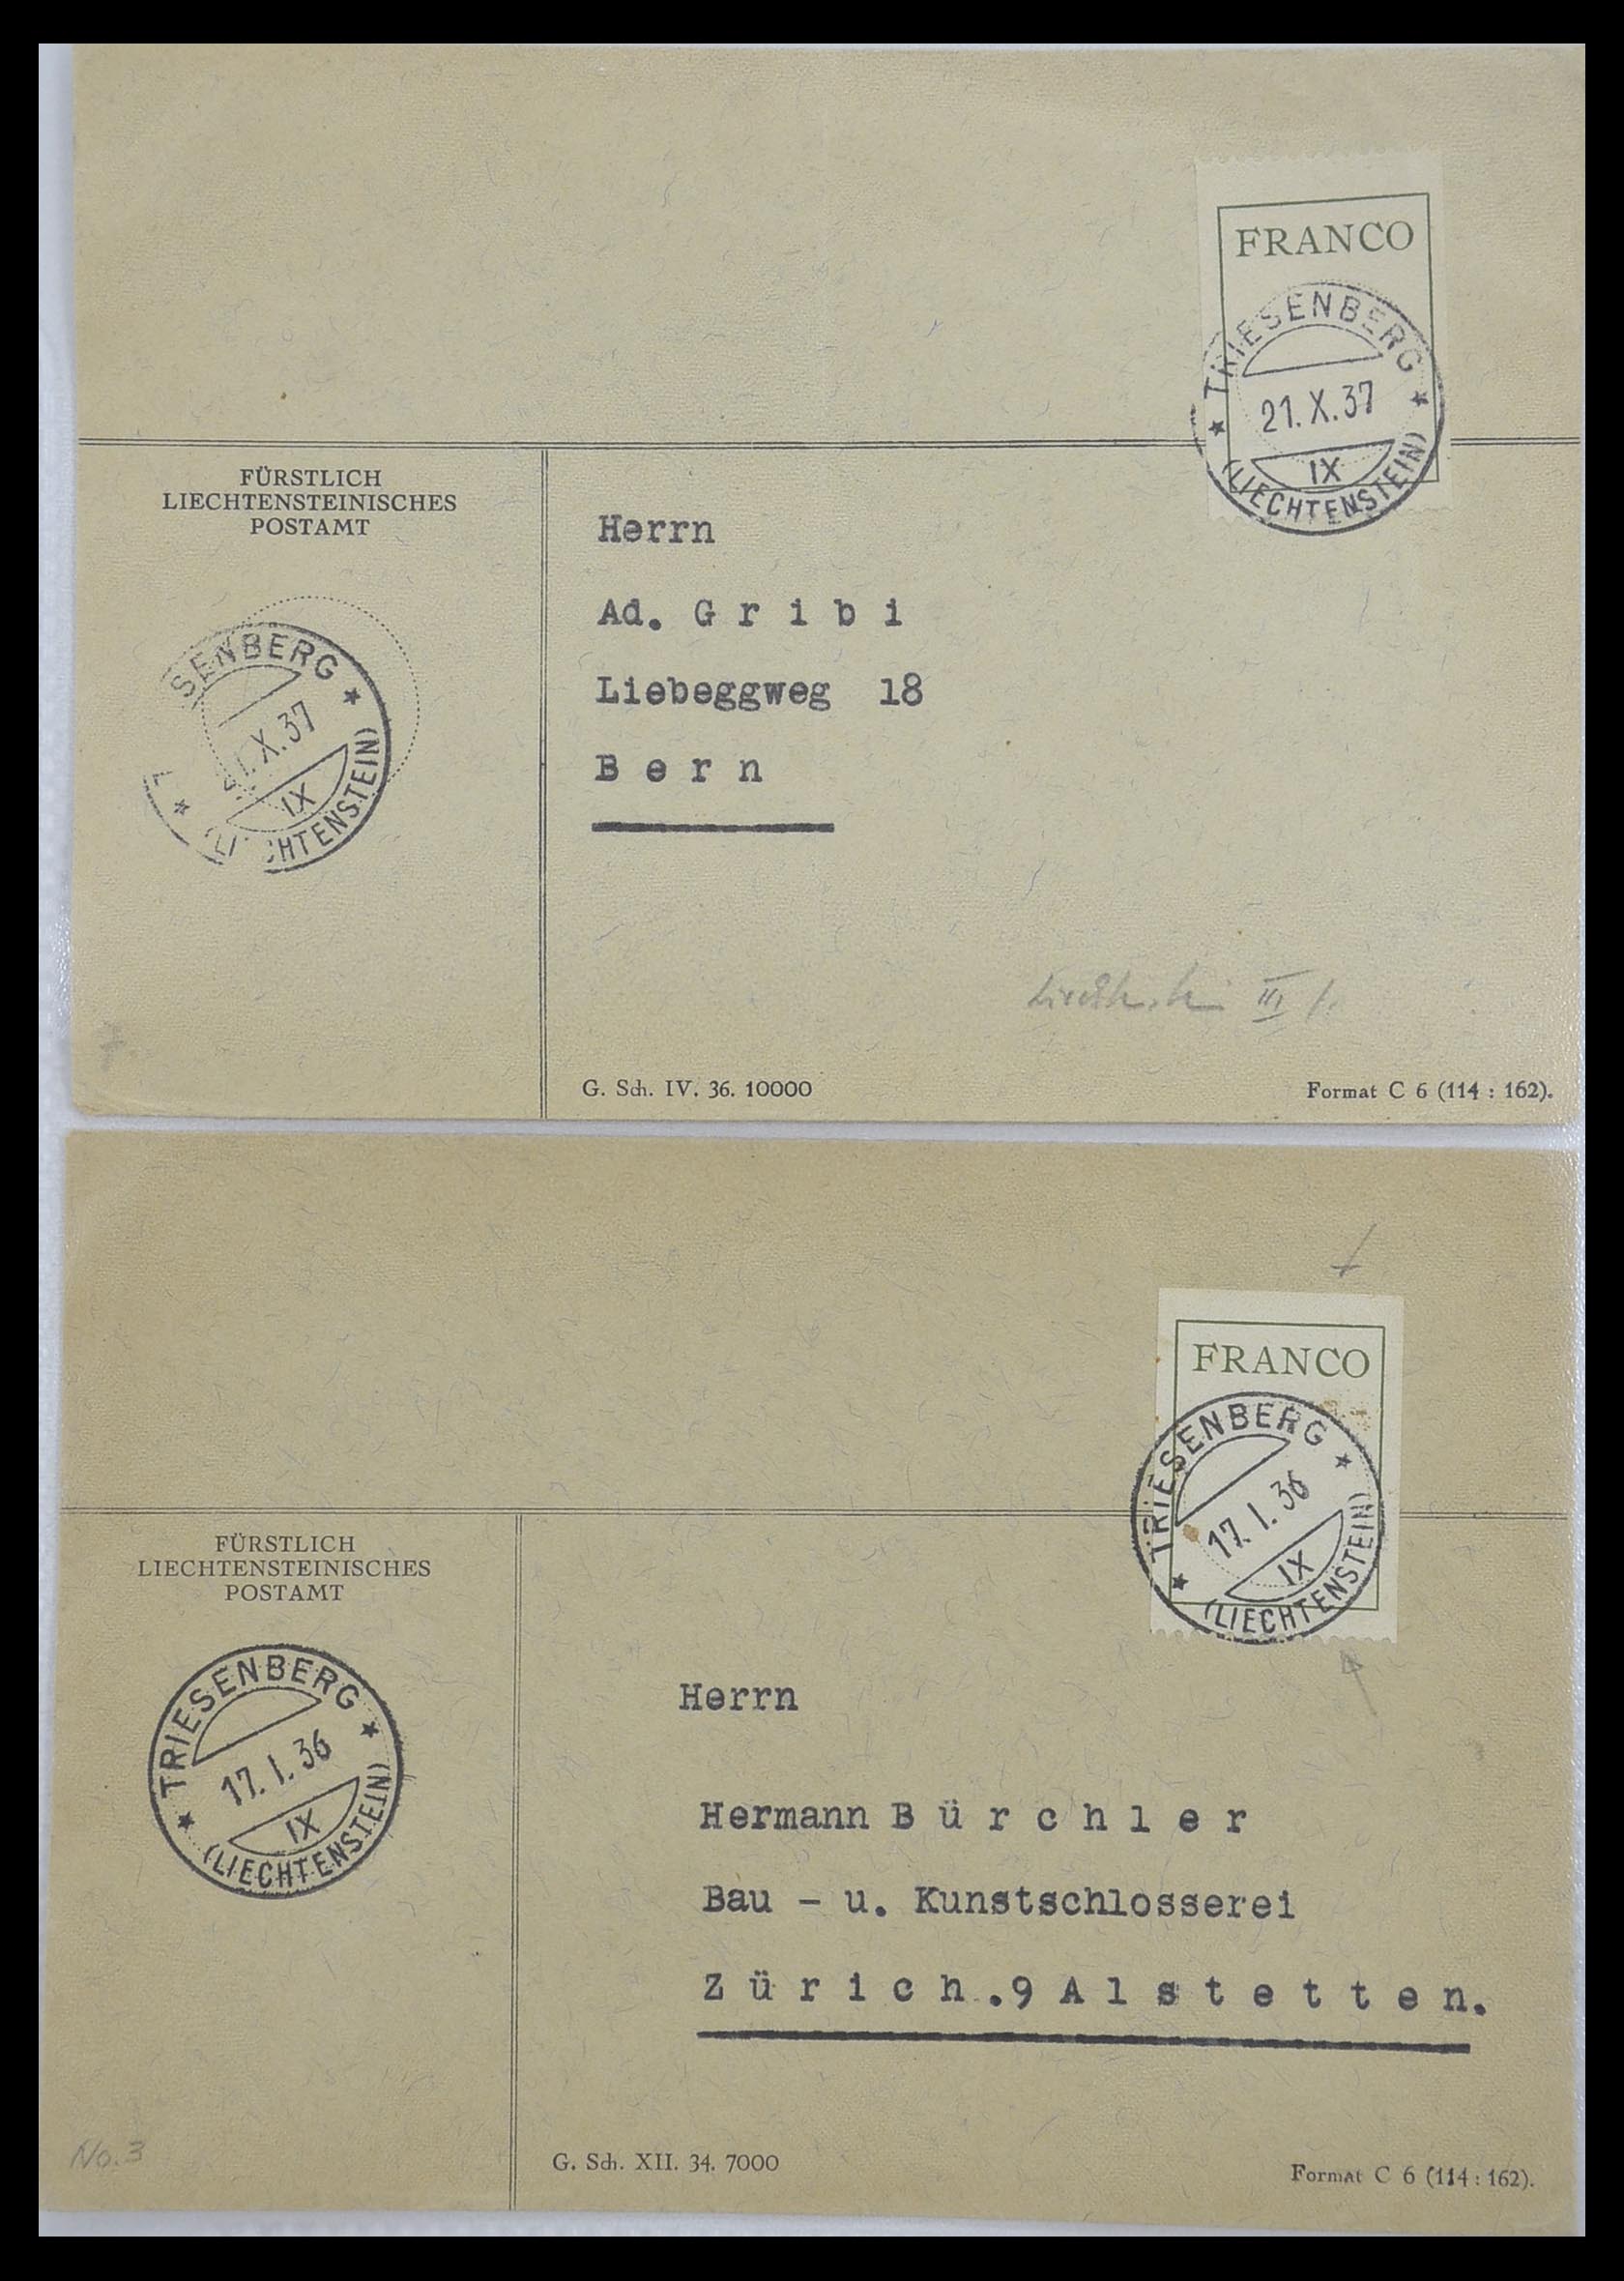 FRANCO
TRIESENBERG
21. X. 37
IX
(LIECHTENSTEIN)
FÜRSTLICH
LIECHTENSTEINISCHES
POSTAMT
SENBERG
X. 37
IX
CHTENSTEIN)
Herrn
Ad. G r i b i
Liebeggweg 18
B e r n
III
G. Sch. IV. 36. 10000
Format C 6 (114 : 162).
FRANCO
TRIESENBERG
17. I. 36
IX
(LIECHTENSTEIN)
FÜRSTLICH
LIECHTENSTEINISCHES
POSTAMT
TRIESENBERG
17. I. 36
IX
(LIECHTENSTEIN)
Herrn
Hermann B ü r c h l e r
Bau - u. Kunstschlosserei
Z ü r i c h .9 A l s t e t t e n.
No. 3
G. Sch. XII. 34. 7000
Format C 6 (114 : 162).